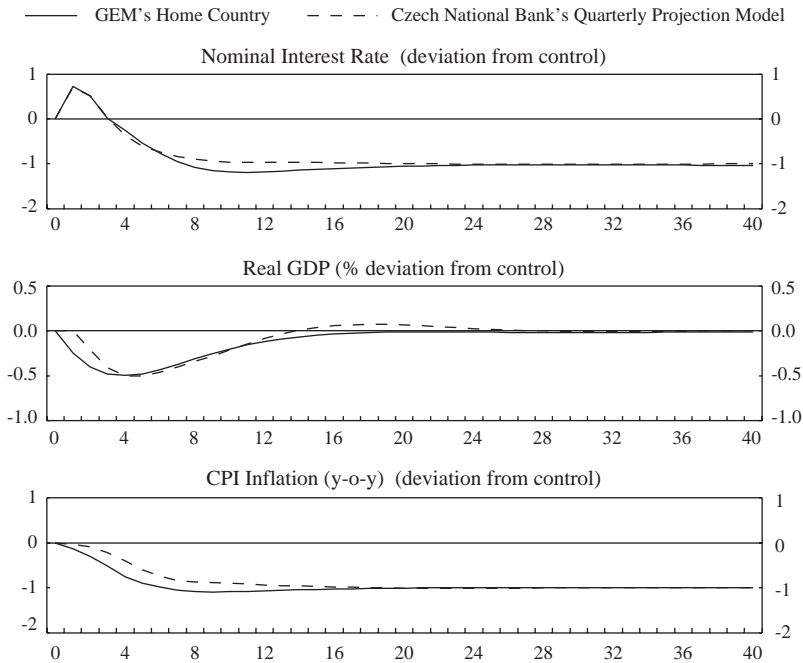 GEM's Home Country    Czech National Bank's Quarterly Projection Model
Nominal Interest Rate (deviation from control)
1 1
0 0
-1 -1
-2 -2
0 4 8 12 16 20 24 28 32 36 40
Real GDP (% deviation from control)
0.5 0.5
0.0 0.0
-0.5 -0.5
-1.0 -1.0
0 4 8 12 16 20 24 28 32 36 40
CPI Inflation (y-o-y) (deviation from control)
1 1
0 0
-1 -1
-2 -2
0 4 8 12 16 20 24 28 32 36 40